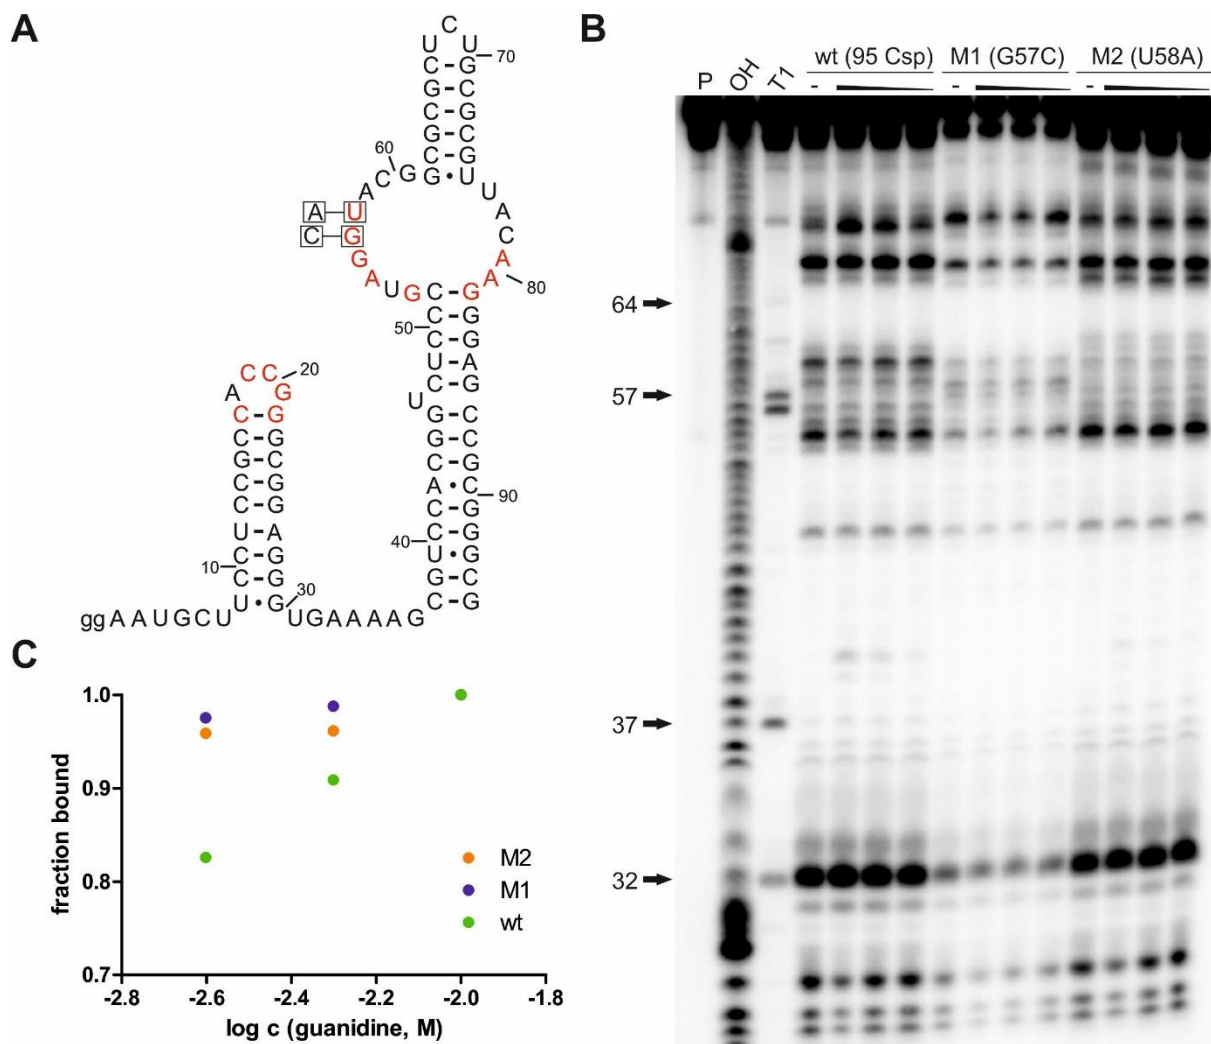 A
C
U U
70
C - G
G - C
C - G
G - C
C - G
G • U
60
A C G
U A C A A
80
A – U
C – G
G A U G C - G
C - G
50
C - G
U - A
C - G
U
G - C
G - C
C - G
A • C
90
C - G
C - G
40
U • G
G - C
C - G
A C C G
20
C - G
C - G
G - C
C - G
C - G
U - A
C - G
10
C - G
U • G
30
ggAAUGCU
UGAAAAG
B
wt (95 Csp) M1 (G57C) M2 (U58A)
P OH T1 - - -
64
57
37
32
C
fraction bound
1.0
0.9
0.8
0.7
M2
M1
wt
-2.8 -2.6 -2.4 -2.2 -2.0 -1.8
log c (guanidine, M)